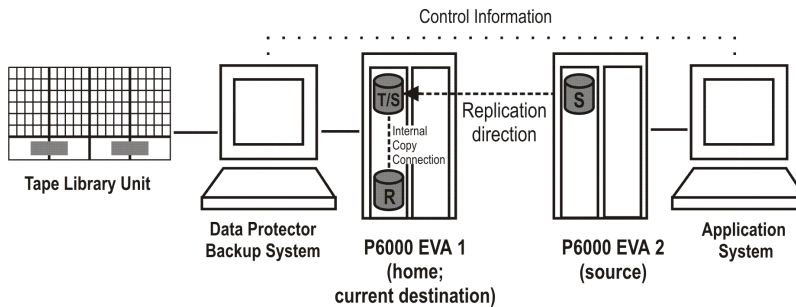 Control Information
T/S
S
Replication
direction
Internal
Copy
Connection
R
Tape Library Unit
Data Protector
Backup System
P6000 EVA 1
(home;
current destination)
P6000 EVA 2
(source)
Application
System